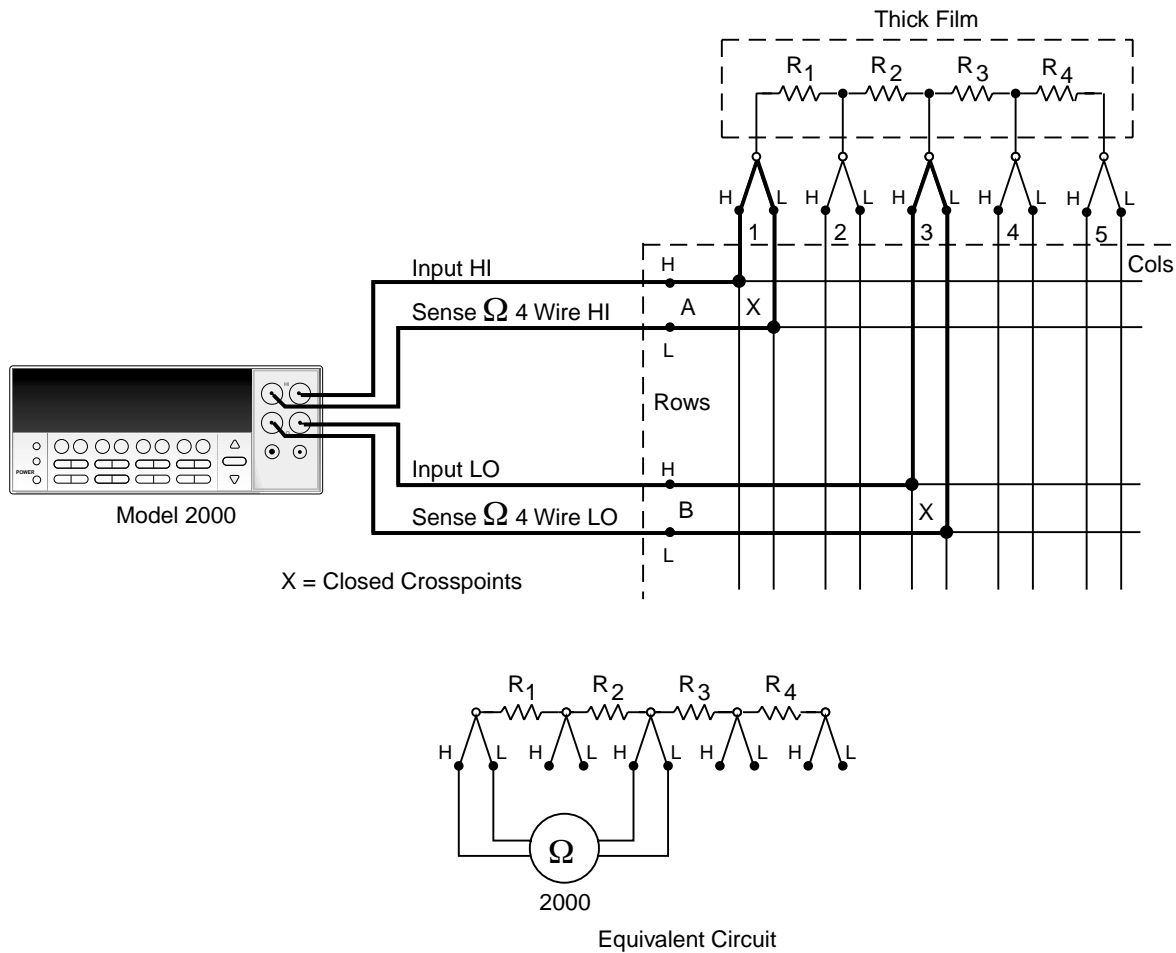 Thick Film
R1 R2 R3 R4
H L H L H L H L H L
1 2 3 4 5
Cols
Input HI
H
Sense Ω 4 Wire HI
A X
L
Rows
HI
POWER
Input LO
H
Model 2000
Sense Ω 4 Wire LO
B X
L
X = Closed Crosspoints
R1 R2 R3 R4
H L H L H L H L H L
Ω
2000
Equivalent Circuit